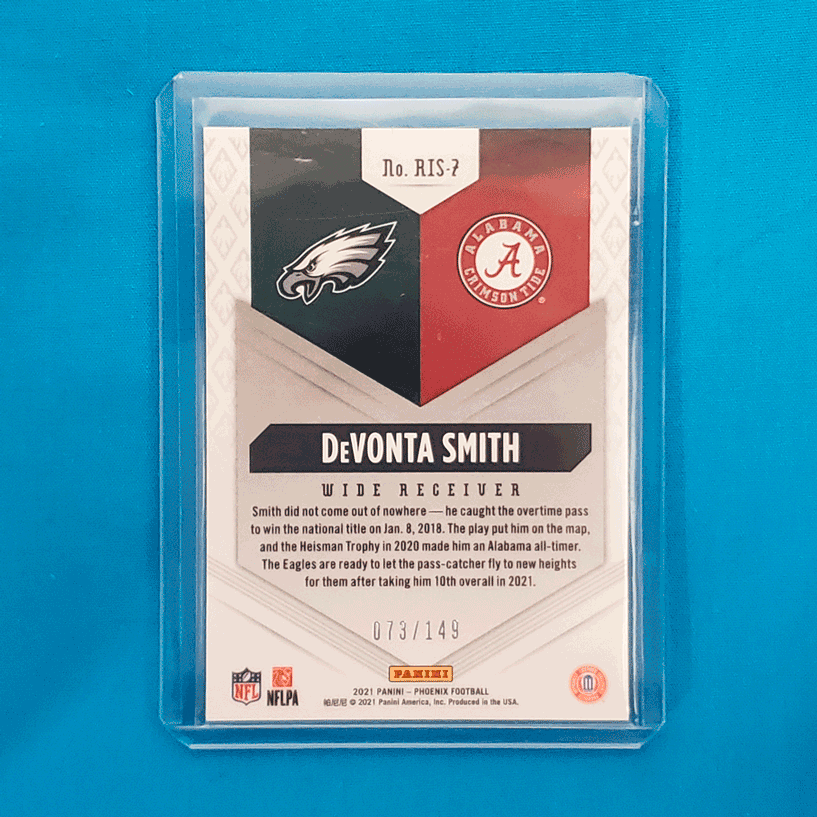 No. RIS-7
ALABAMA
A
CRIMSON TIDE
®
DeVONTA SMITH
WIDE RECEIVER
Smith did not come out of nowhere — he caught the overtime pass
to win the national title on Jan. 8, 2018. The play put him on the map,
and the Heisman Trophy in 2020 made him an Alabama all-timer.
The Eagles are ready to let the pass-catcher fly to new heights
for them after taking him 10th overall in 2021.
073/149
PANINI
NFL
NFLPA
2021 PANINI – PHOENIX FOOTBALL
帕尼尼 © 2021 Panini America, Inc. Produced in the USA.